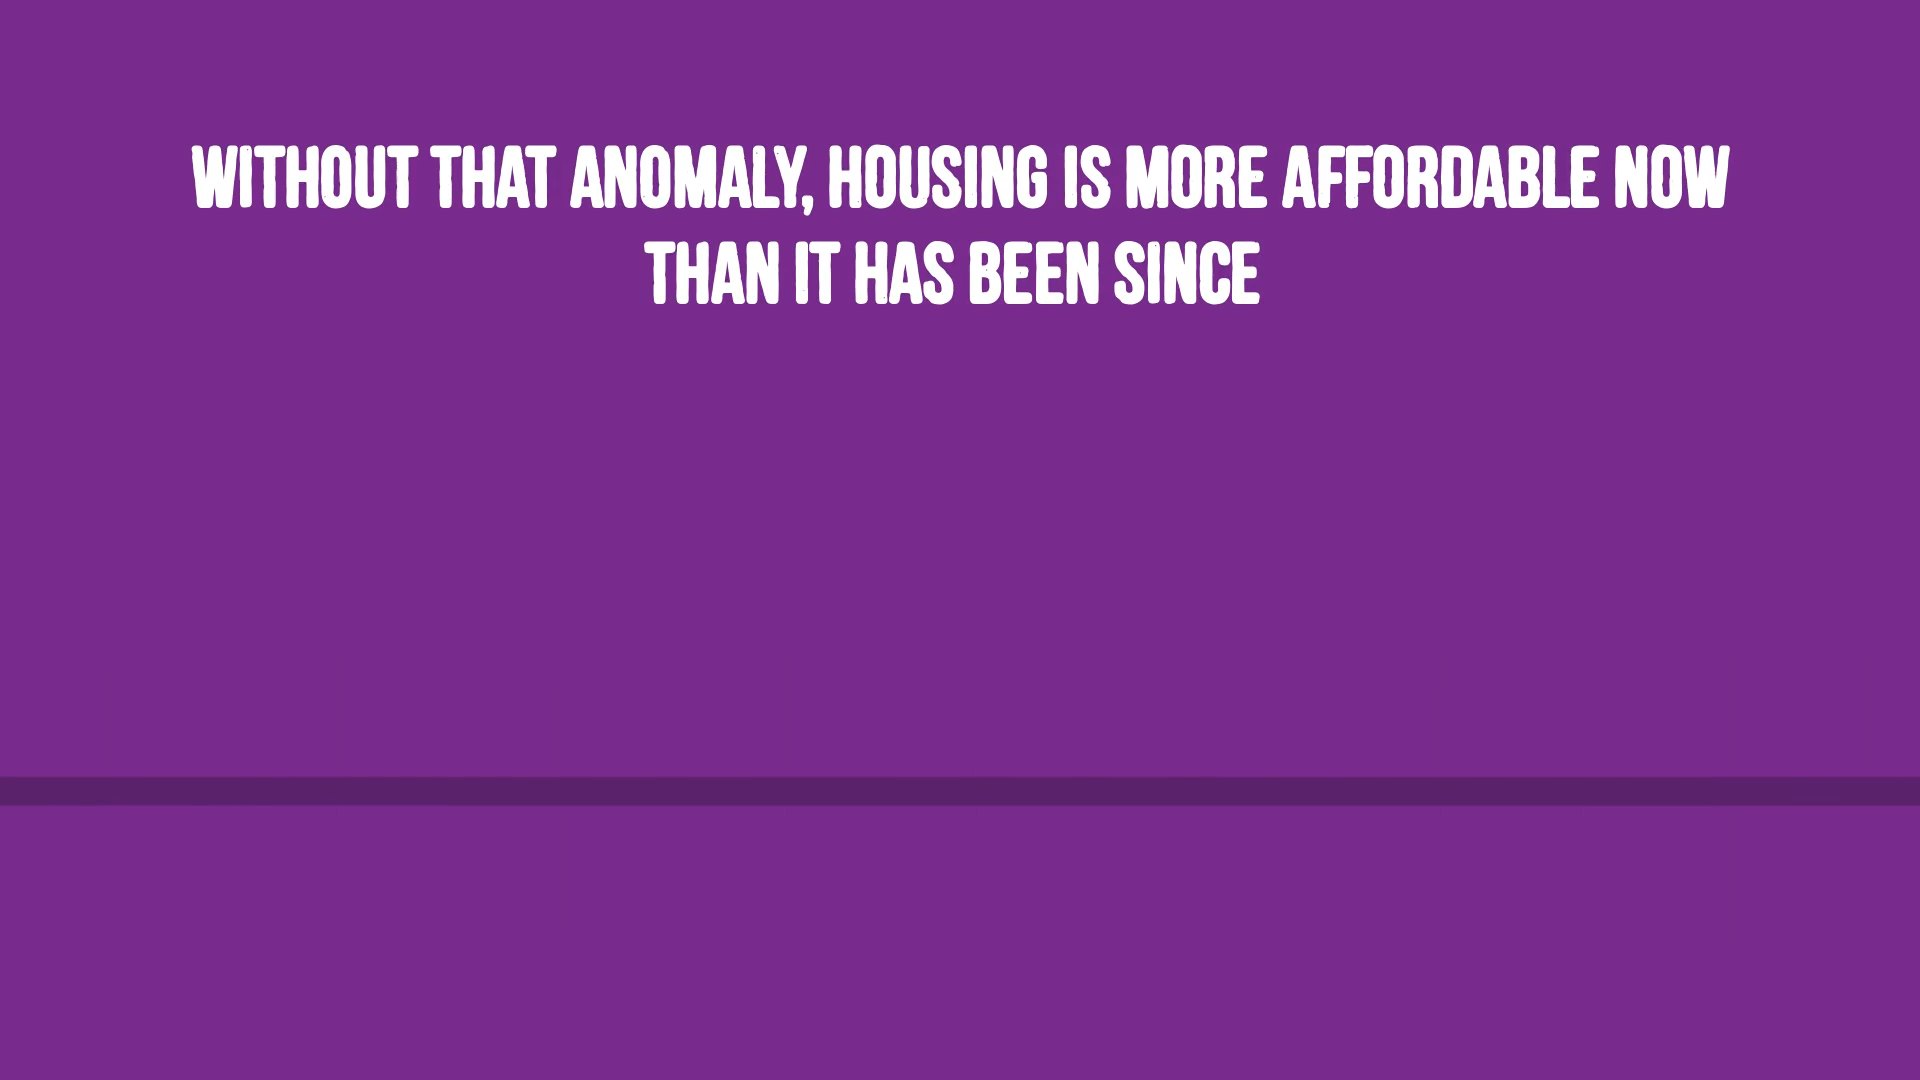 WITHOUT THAT ANOMALY, HOUSING IS MORE AFFORDABLE NOW
THAN IT HAS BEEN SINCE